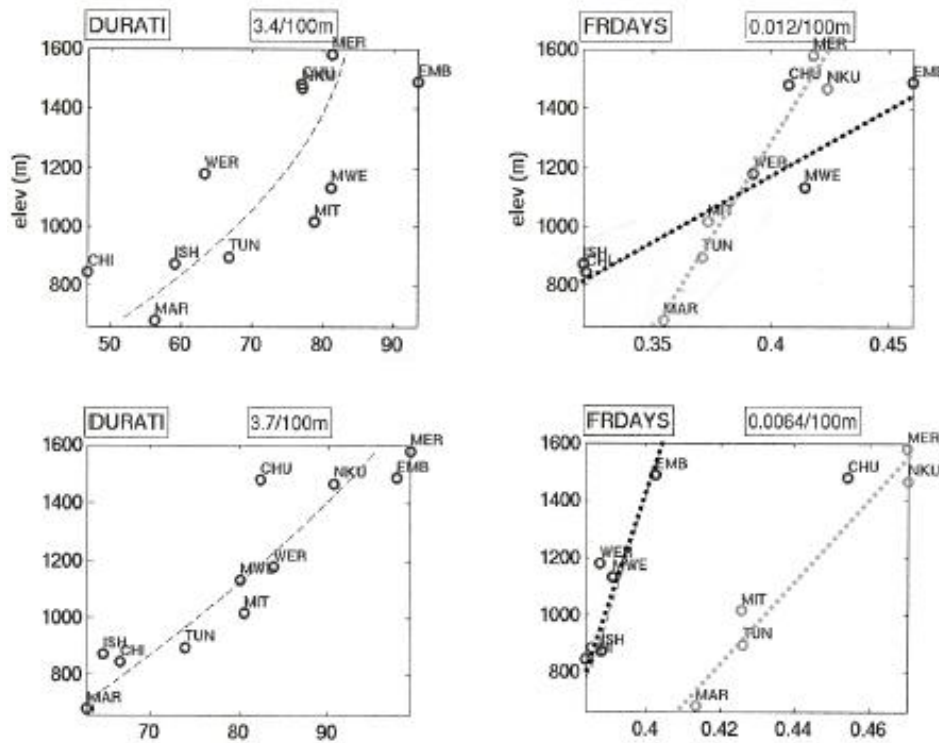 DURATI 3.4/100m
1600
1400
1200
1000
800
elev (m)
MER
CHU
NKU
EMB
WER
MWE
MIT
TUN
ISH
CHI
MAR
50 60 70 80 90
FRDAYS 0.012/100m
1600
1400
1200
1000
800
elev (m)
MER
CHU
NKU
EMB
WER
MWE
MIT
TUN
ISH
CHI
MAR
0.35 0.4 0.45
DURATI 3.7/100m
1600
1400
1200
1000
800
MER
CHU
NKU
EMB
MWE
WER
MIT
TUN
ISH
CHI
MAR
70 80 90
FRDAYS 0.0064/100m
1600
1400
1200
1000
800
MER
EMB
CHU
NKU
WER
MWE
MIT
TUN
ISH
MAR
0.4 0.42 0.44 0.46